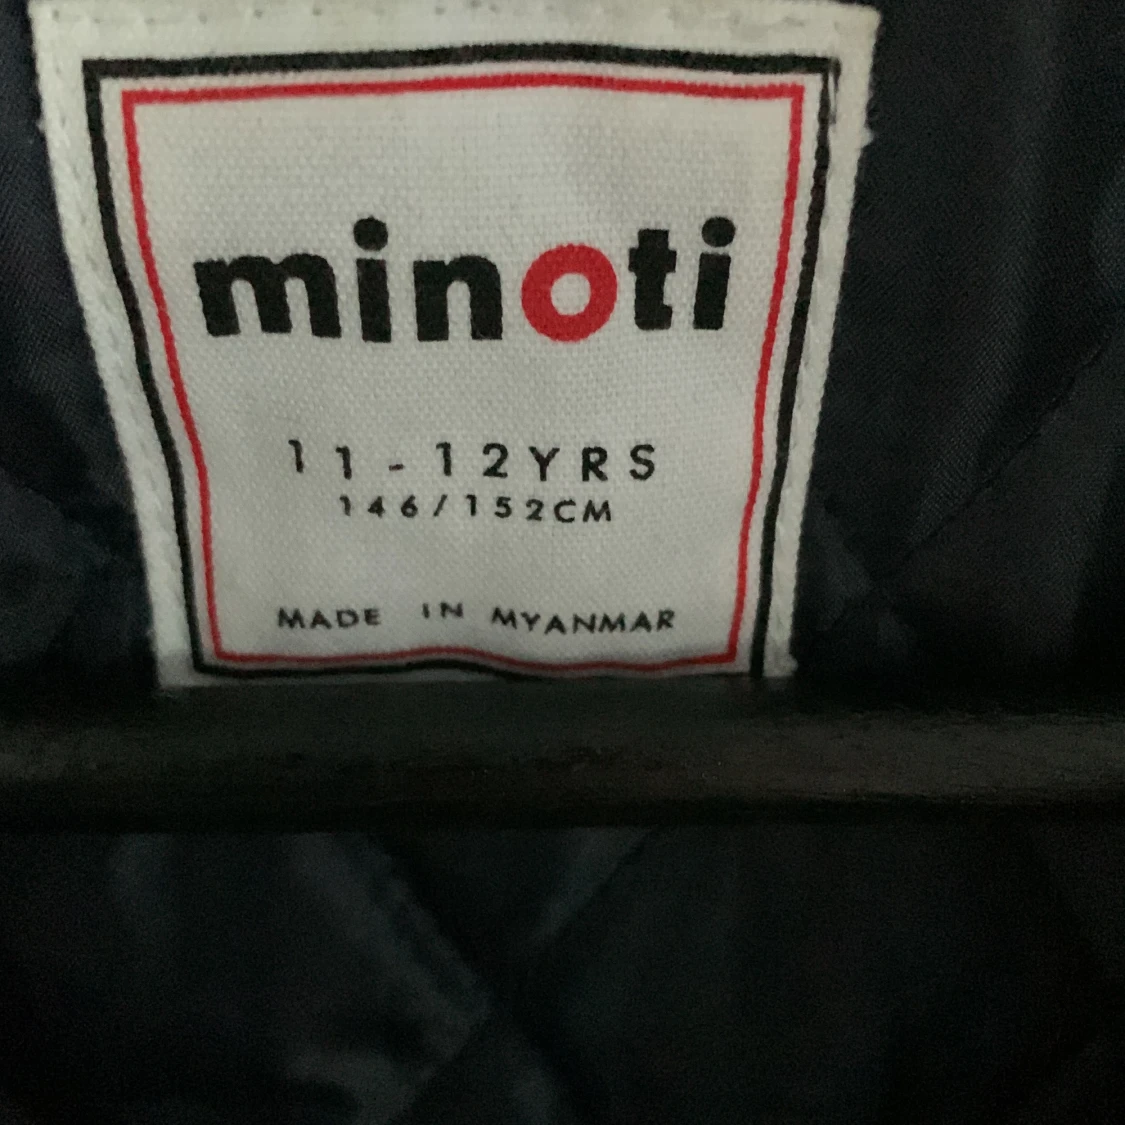 minoti
11-12YRS
146/152CM
MADE IN MYANMAR